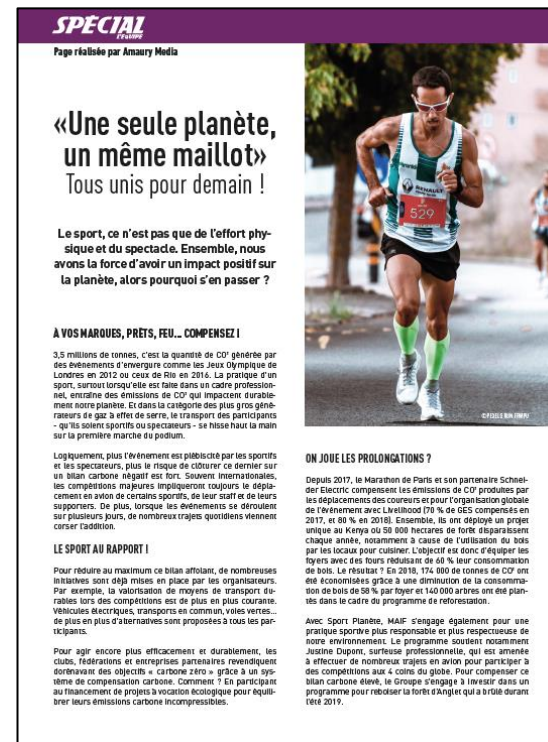 SPÉCIAL
L'ÉQUIPE
Page réalisée par Amaury Media
«Une seule planète,
un même maillot»
Tous unis pour demain !
Le sport, ce n'est pas que de l'effort phy-
sique et du spectacle. Ensemble, nous
avons la force d'avoir un impact positif sur
la planète, alors pourquoi s'en passer ?
À VOS MARQUES, PRÊTS, FEU... COMPENSEZ !
3,5 millions de tonnes, c'est la quantité de CO² générée par
des évènements d'envergure comme les Jeux Olympique de
Londres en 2012 ou ceux de Rio en 2016. La pratique d'un
sport, surtout lorsqu'elle est faite dans un cadre profession-
nel, entraîne des émissions de CO² qui impactent durable-
ment notre planète. Et dans la catégorie des plus gros géné-
rateurs de gaz à effet de serre, le transport des participants
- qu'ils soient sportifs ou spectateurs - se hisse haut la main
sur la première marche du podium.
Logiquement, plus l'évènement est plébiscité par les sportifs
et les spectateurs, plus le risque de clôturer ce dernier sur
un bilan carbone négatif est fort. Souvent internationales,
les compétitions majeures impliqueront toujours le dépla-
cement en avion de certains sportifs, de leur staff et de leurs
supporters. De plus, lorsque les évènements se déroulent
sur plusieurs jours, de nombreux trajets quotidiens viennent
corser l'addition.
LE SPORT AU RAPPORT !
Pour réduire au maximum ce bilan affolant, de nombreuses
initiatives sont déjà mises en place par les organisateurs.
Par exemple, la valorisation de moyens de transport du-
rables lors des compétitions est de plus en plus courante.
Véhicules électriques, transports en commun, voies vertes...
de plus en plus d'alternatives sont proposées à tous les par-
ticipants.
Pour agir encore plus efficacement et durablement, les
clubs, fédérations et entreprises partenaires revendiquent
dorénavant des objectifs « carbone zéro » grâce à un sys-
tème de compensation carbone. Comment ? En participant
au financement de projets à vocation écologique pour équili-
brer leurs émissions carbone incompressibles.
RENAULT
529
ON JOUE LES PROLONGATIONS ?
Depuis 2017, le Marathon de Paris et son partenaire Schnei-
der Electric compensent les émissions de CO² produites par
les déplacements des coureurs et pour l'organisation globale
de l'évènement avec Livelihood (70 % de GES compensés en
2017, et 80 % en 2018). Ensemble, ils ont déployé un projet
unique au Kenya où 50 000 hectares de forêt disparaissent
chaque année, notamment à cause de l'utilisation du bois
par les locaux pour cuisiner. L'objectif est donc d'équiper les
foyers avec des fours réduisant de 60 % leur consommation
de bois. Le résultat ? En 2018, 174 000 de tonnes de CO² ont
été économisées grâce à une diminution de la consomma-
tion de bois de 58 % par foyer et 140 000 arbres ont été plan-
tés dans le cadre du programme de reforestation.
Avec Sport Planète, MAIF s'engage également pour une
pratique sportive plus responsable et plus respectueuse de
notre environnement. Le programme soutient notamment
Justine Dupont, surfeuse professionnelle, qui est amenée
à effectuer de nombreux trajets en avion pour participer à
des compétitions aux 4 coins du globe. Pour compenser ce
bilan carbone élevé, le Groupe s'engage à investir dans un
programme pour reboiser la forêt d'Anglet qui a brûlé durant
l'été 2019.